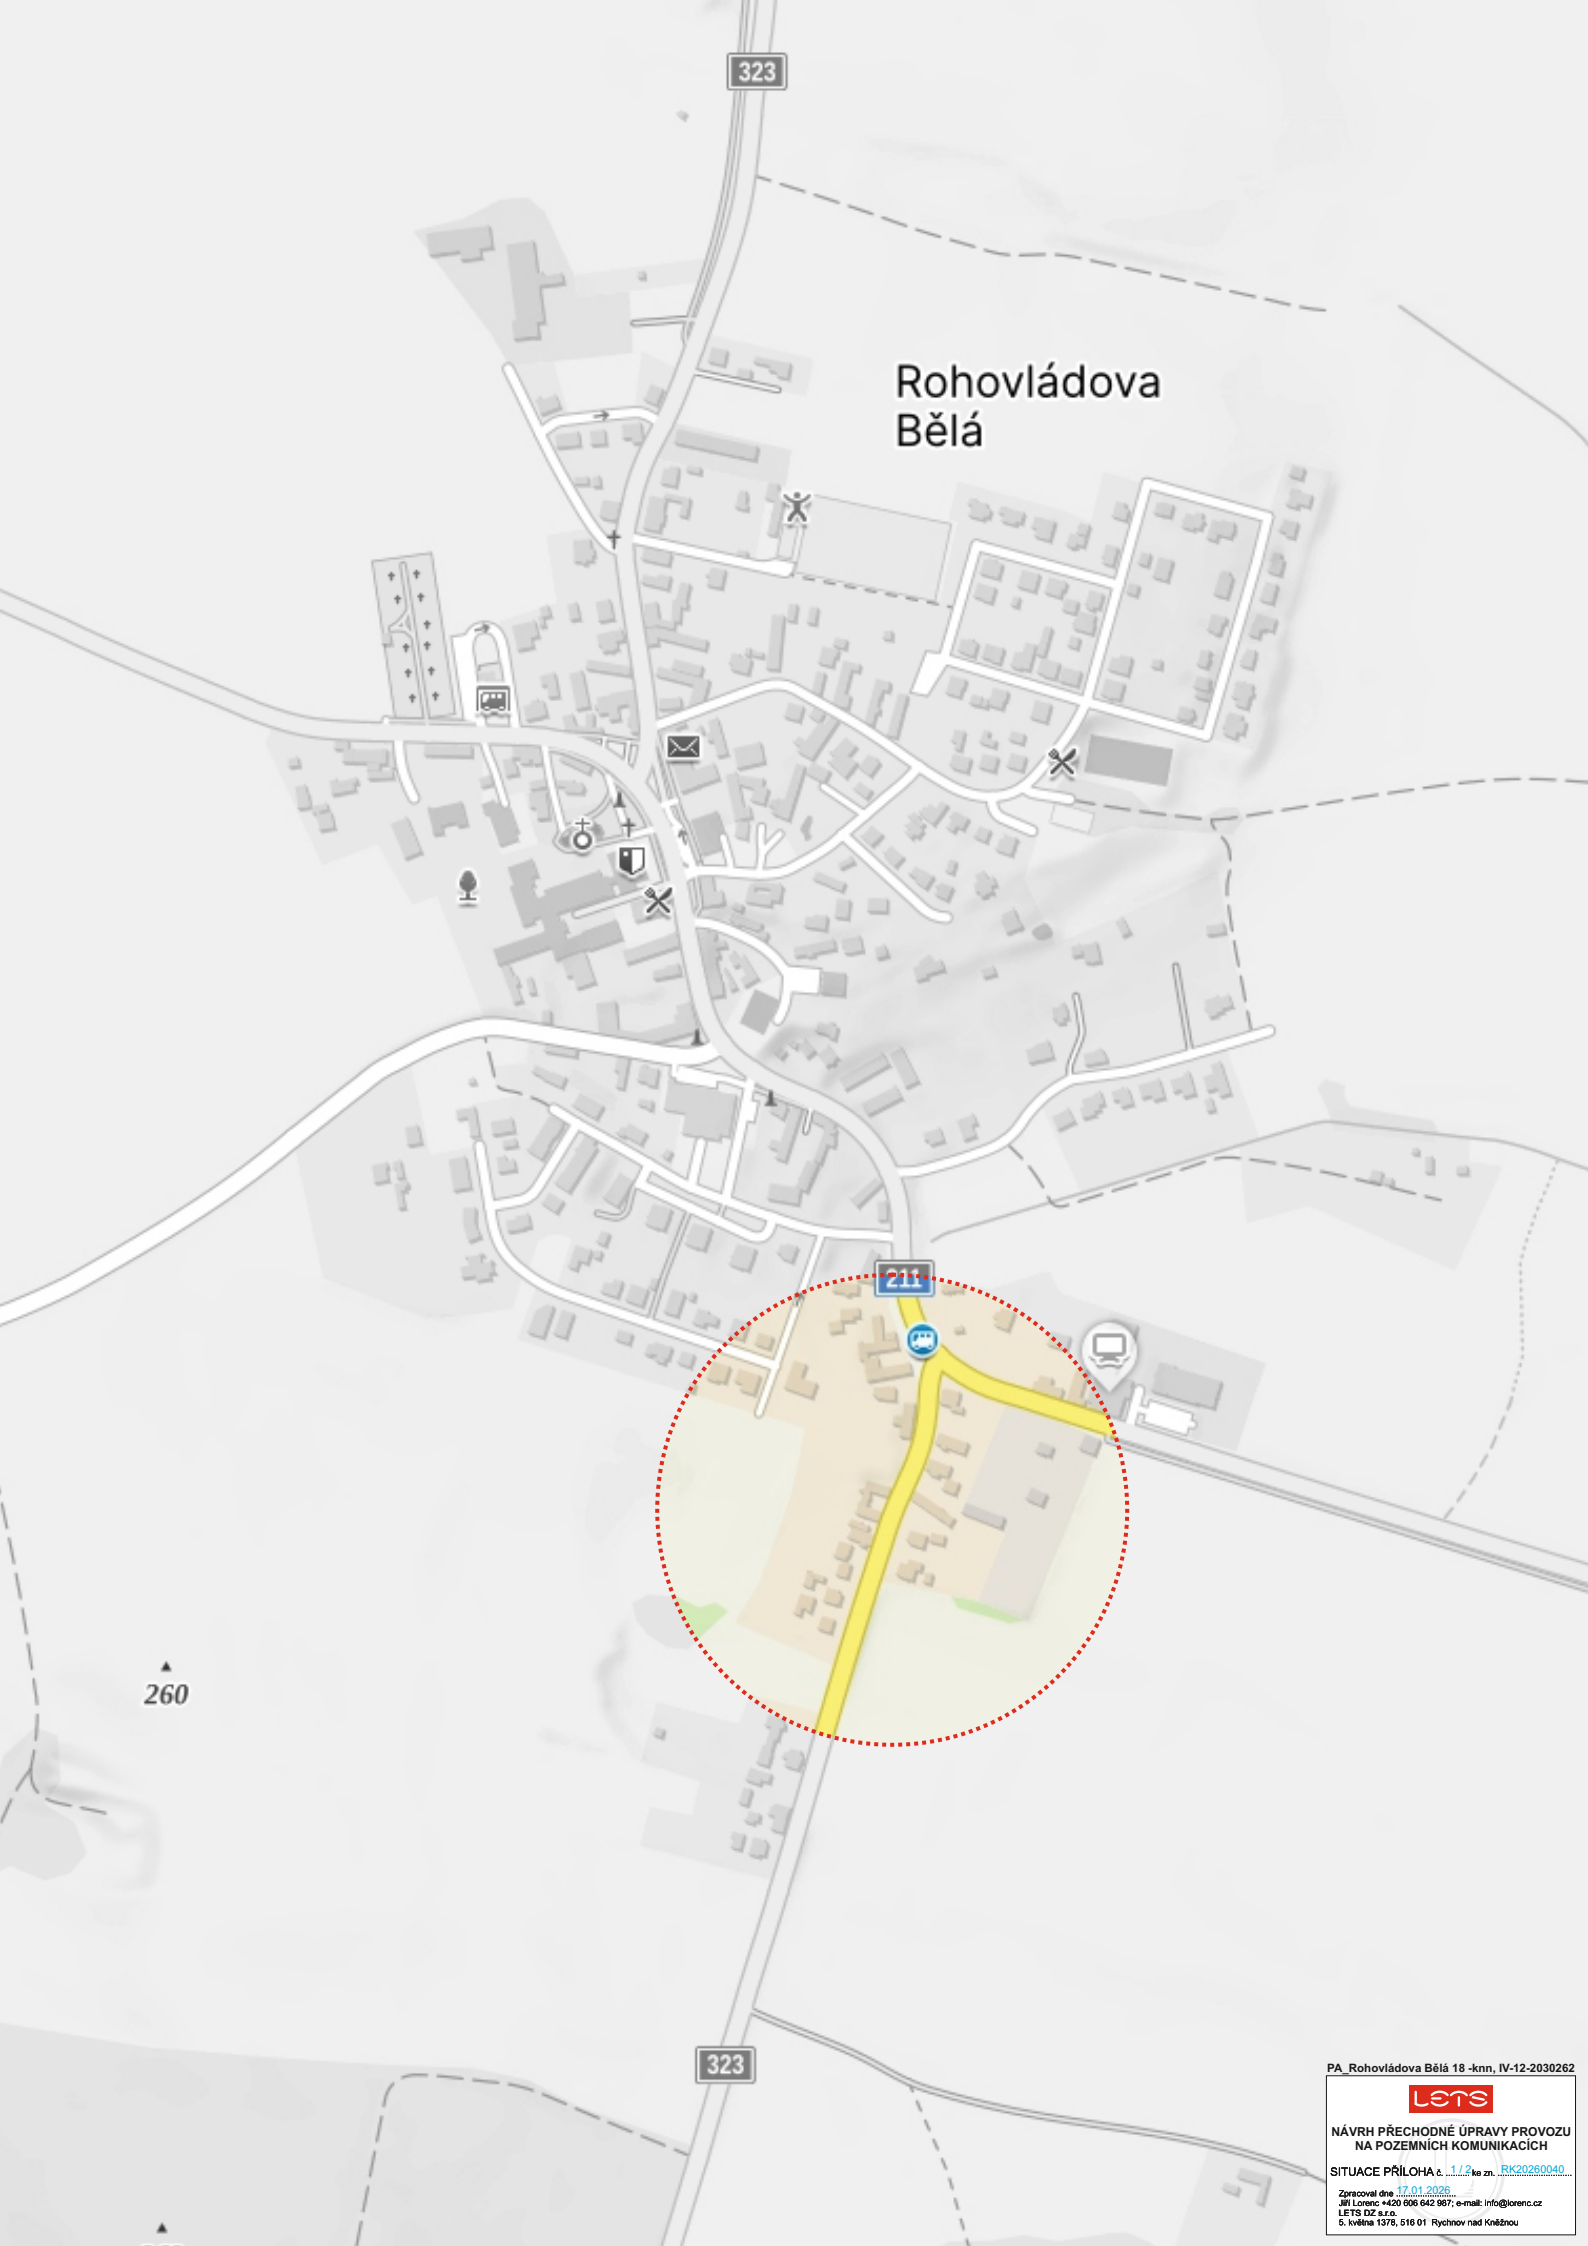 323
Rohovládova
Bělá
211
260
323
PA_Rohovládova Bělá 18 -knn, IV-12-2030262
LETS
NÁVRH PŘECHODNÉ ÚPRAVY PROVOZU
NA POZEMNÍCH KOMUNIKACÍCH
SITUACE PŘÍLOHA č. 1 / 2 ke zn. RK20260040
Zpracoval dne 17.01.2026
Jiří Lorenc +420 606 642 987; e-mail: info@lorenc.cz
LETS DZ s.r.o.
5. května 1378, 516 01 Rychnov nad Kněžnou